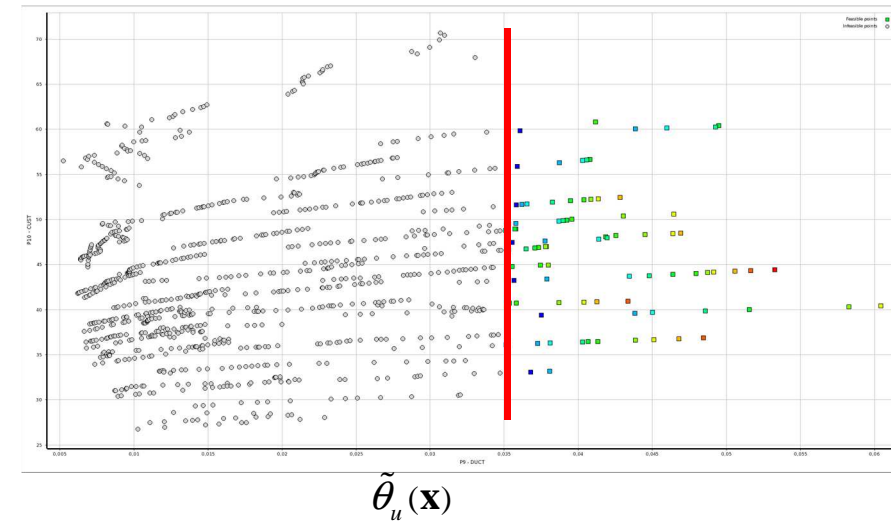 Feasible points
Infeasible points
70
65
60
55
50
45
40
35
30
25
P10 - CUST
0.005 0.01 0.015 0.02 0.025 0.03 0.035 0.04 0.045 0.05 0.055 0.06
P9 - DUCT
θ̃ᵤ(𝐱)